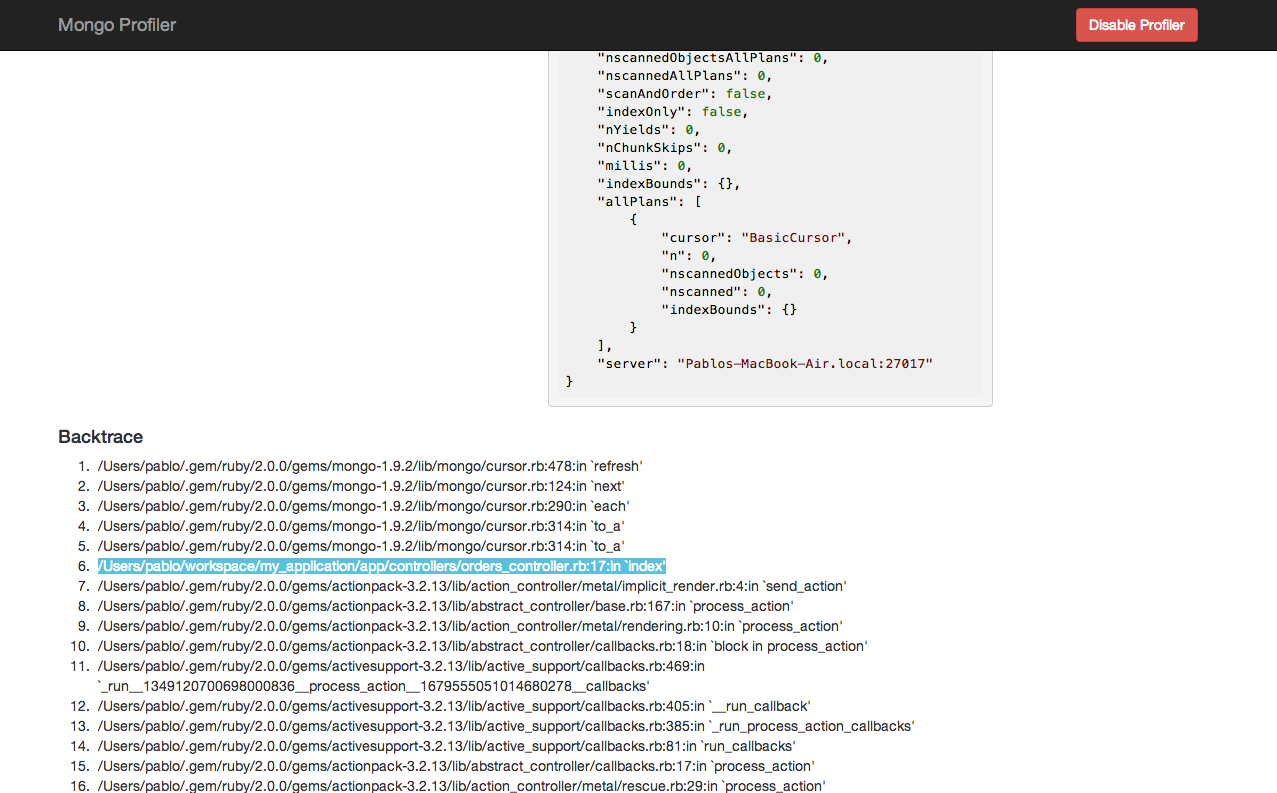 Mongo Profiler
Disable Profiler
"nscannedObjectsAllPlans": 0,
"nscannedAllPlans": 0,
"scanAndOrder": false,
"indexOnly": false,
"nYields": 0,
"nChunkSkips": 0,
"millis": 0,
"indexBounds": {},
"allPlans": [
{
"cursor": "BasicCursor",
"n": 0,
"nscannedObjects": 0,
"nscanned": 0,
"indexBounds": {}
}
],
"server": "Pablos-MacBook-Air.local:27017"
}
Backtrace
1. /Users/pablo/.gem/ruby/2.0.0/gems/mongo-1.9.2/lib/mongo/cursor.rb:478:in `refresh'
2. /Users/pablo/.gem/ruby/2.0.0/gems/mongo-1.9.2/lib/mongo/cursor.rb:124:in `next'
3. /Users/pablo/.gem/ruby/2.0.0/gems/mongo-1.9.2/lib/mongo/cursor.rb:290:in `each'
4. /Users/pablo/.gem/ruby/2.0.0/gems/mongo-1.9.2/lib/mongo/cursor.rb:314:in `to_a'
5. /Users/pablo/.gem/ruby/2.0.0/gems/mongo-1.9.2/lib/mongo/cursor.rb:314:in `to_a'
6. /Users/pablo/workspace/my_application/app/controllers/orders_controller.rb:17:in `index'
7. /Users/pablo/.gem/ruby/2.0.0/gems/actionpack-3.2.13/lib/action_controller/metal/implicit_render.rb:4:in `send_action'
8. /Users/pablo/.gem/ruby/2.0.0/gems/actionpack-3.2.13/lib/abstract_controller/base.rb:167:in `process_action'
9. /Users/pablo/.gem/ruby/2.0.0/gems/actionpack-3.2.13/lib/action_controller/metal/rendering.rb:10:in `process_action'
10. /Users/pablo/.gem/ruby/2.0.0/gems/actionpack-3.2.13/lib/abstract_controller/callbacks.rb:18:in `block in process_action'
11. /Users/pablo/.gem/ruby/2.0.0/gems/activesupport-3.2.13/lib/active_support/callbacks.rb:469:in
`_run__1349120700698000836__process_action__1679555051014680278__callbacks'
12. /Users/pablo/.gem/ruby/2.0.0/gems/activesupport-3.2.13/lib/active_support/callbacks.rb:405:in `__run_callback'
13. /Users/pablo/.gem/ruby/2.0.0/gems/activesupport-3.2.13/lib/active_support/callbacks.rb:385:in `_run_process_action_callbacks'
14. /Users/pablo/.gem/ruby/2.0.0/gems/activesupport-3.2.13/lib/active_support/callbacks.rb:81:in `run_callbacks'
15. /Users/pablo/.gem/ruby/2.0.0/gems/actionpack-3.2.13/lib/abstract_controller/callbacks.rb:17:in `process_action'
16. /Users/pablo/.gem/ruby/2.0.0/gems/actionpack-3.2.13/lib/action_controller/metal/rescue.rb:29:in `process_action'